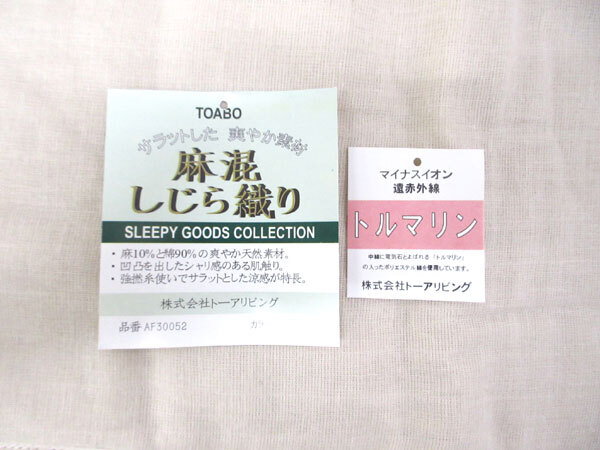 TOABO
サラットした 爽やか素材
麻混
しじら織り
SLEEPY GOODS COLLECTION
・麻10%と綿90%の爽やか天然素材。
・凹凸を出したシャリ感のある肌触り。
・強撚糸使いでサラットとした涼感が特長。
株式会社トーアリビング
品番 AF30052
マイナスイオン
遠赤外線
トルマリン
中綿に電気石とよばれる「トルマリン」
の入ったポリエステル綿を使用しています。
株式会社トーアリビング